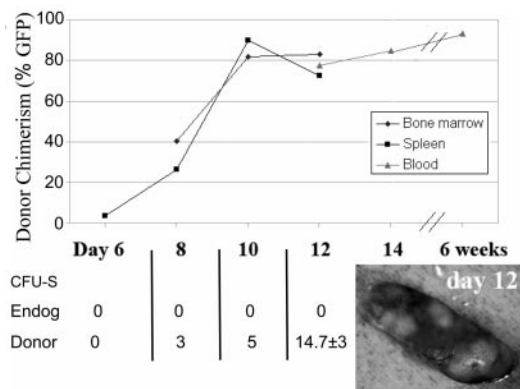 Donor Chimerism (% GFP)
100
80
60
40
20
0
Bone marrow
Spleen
Blood
Day 6 8 10 12 14 6 weeks
CFU-S
Endog 0 0 0 0
Donor 0 3 5 14.7±3
day 12